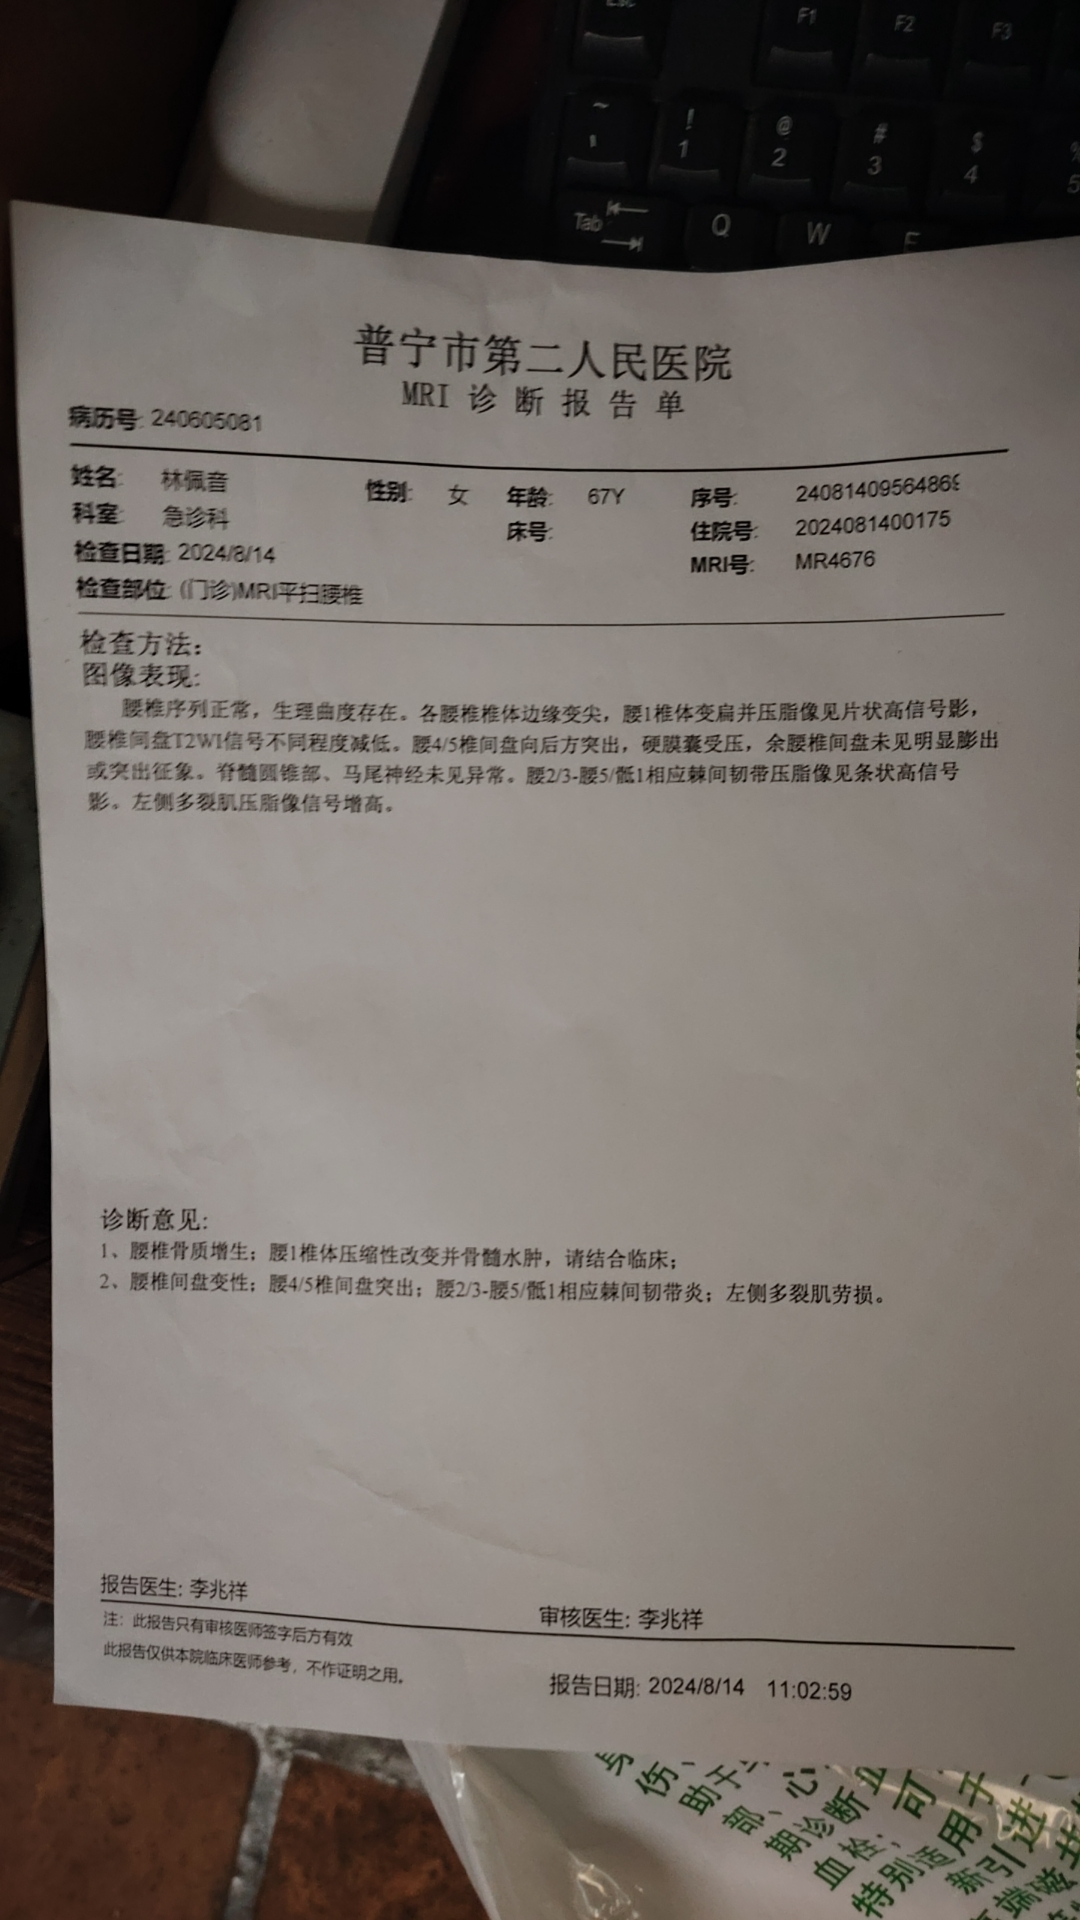 Esc F1 F2 F3
~ ! @ # $ %
1 2 3 4 5
Tab Q W
普宁市第二人民医院
MRI 诊断报告单
病历号: 240605081
姓名: 林佩音 性别: 女 年龄: 67Y 序号: 2408140956486
科室: 急诊科 床号: 住院号: 2024081400175
检查日期: 2024/8/14 MRI号: MR4676
检查部位: (门诊)MRI平扫腰椎
检查方法:
图像表现:
腰椎序列正常，生理曲度存在。各腰椎椎体边缘变尖，腰1椎体变扁并压脂像见片状高信号影，
腰椎间盘T2WI信号不同程度减低。腰4/5椎间盘向后方突出，硬膜囊受压，余腰椎间盘未见明显膨出
或突出征象。脊髓圆锥部、马尾神经未见异常。腰2/3-腰5/骶1相应棘间韧带压脂像见条状高信号
影。左侧多裂肌压脂像信号增高。
诊断意见:
1、腰椎骨质增生；腰1椎体压缩性改变并骨髓水肿，请结合临床；
2、腰椎间盘变性；腰4/5椎间盘突出；腰2/3-腰5/骶1相应棘间韧带炎；左侧多裂肌劳损。
报告医生: 李兆祥
审核医生: 李兆祥
注：此报告只有审核医师签字后方有效
此报告仅供本院临床医师参考，不作证明之用。
报告日期: 2024/8/14 11:02:59
伤、
助于
部、心
期诊断
血栓；可
特别适用于
新引进
端磁共